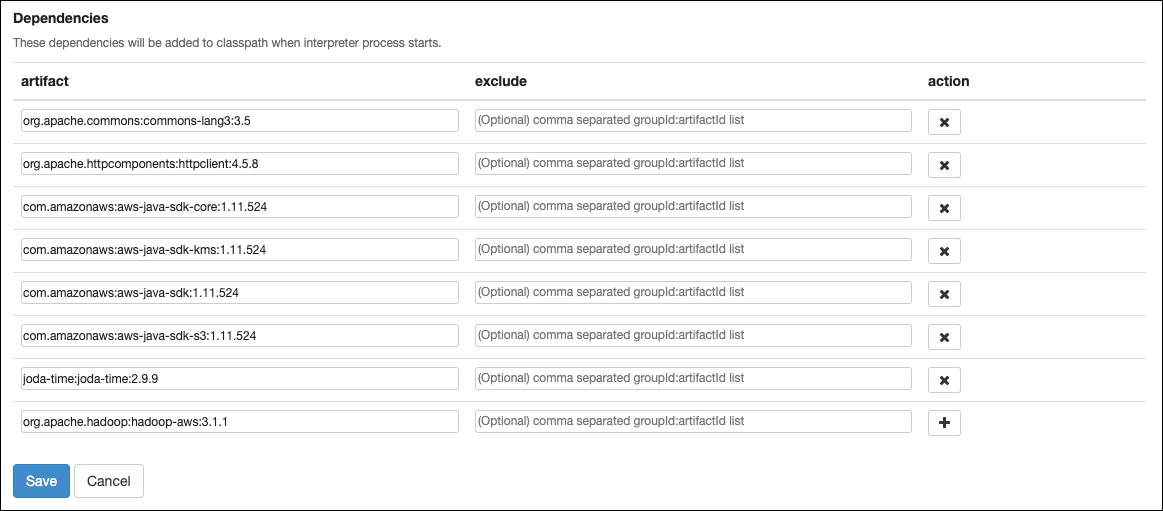 Dependencies
These dependencies will be added to classpath when interpreter process starts.
artifact exclude action
org.apache.commons:commons-lang3:3.5 (Optional) comma separated groupId:artifactId list
org.apache.httpcomponents:httpclient:4.5.8 (Optional) comma separated groupId:artifactId list
com.amazonaws:aws-java-sdk-core:1.11.524 (Optional) comma separated groupId:artifactId list
com.amazonaws:aws-java-sdk-kms:1.11.524 (Optional) comma separated groupId:artifactId list
com.amazonaws:aws-java-sdk:1.11.524 (Optional) comma separated groupId:artifactId list
com.amazonaws:aws-java-sdk-s3:1.11.524 (Optional) comma separated groupId:artifactId list
joda-time:joda-time:2.9.9 (Optional) comma separated groupId:artifactId list
org.apache.hadoop:hadoop-aws:3.1.1 (Optional) comma separated groupId:artifactId list
Save Cancel